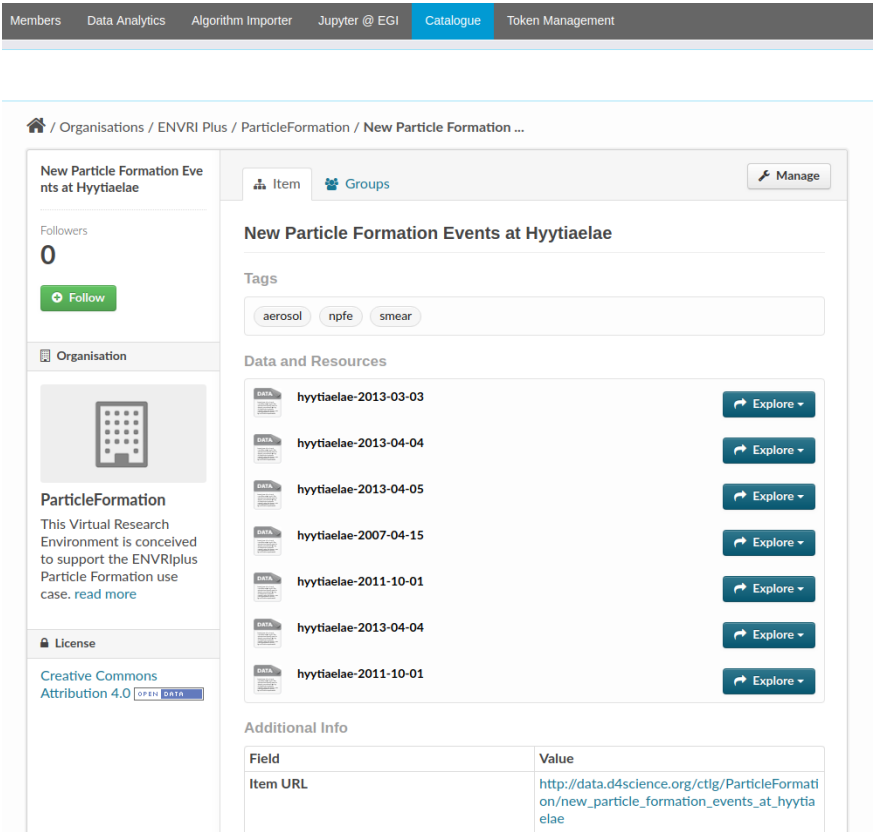 Members Data Analytics Algorithm Importer Jupyter @ EGI Catalogue Token Management
/ Organisations / ENVRI Plus / ParticleFormation / New Particle Formation ...
New Particle Formation Eve
nts at Hyytiaelae
Followers
0
Follow
Organisation
ParticleFormation
This Virtual Research
Environment is conceived
to support the ENVRIplus
Particle Formation use
case. read more
License
Creative Commons
Attribution 4.0 OPEN DATA
Item Groups Manage
New Particle Formation Events at Hyytiaelae
Tags
aerosol npfe smear
Data and Resources
DATA hyytiaelae-2013-03-03 Explore
DATA hyytiaelae-2013-04-04 Explore
DATA hyytiaelae-2013-04-05 Explore
DATA hyytiaelae-2007-04-15 Explore
DATA hyytiaelae-2011-10-01 Explore
DATA hyytiaelae-2013-04-04 Explore
DATA hyytiaelae-2011-10-01 Explore
Additional Info
Field Value
Item URL http://data.d4science.org/ctlg/ParticleFormati
on/new_particle_formation_events_at_hyytia
elae